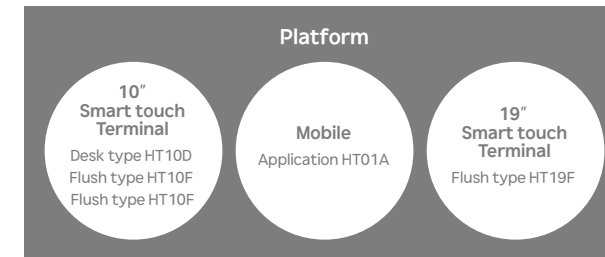 Platform
10″
Smart touch
Terminal
Desk type HT10D
Flush type HT10F
Flush type HT10F
Mobile
Application HT01A
19″
Smart touch
Terminal
Flush type HT19F